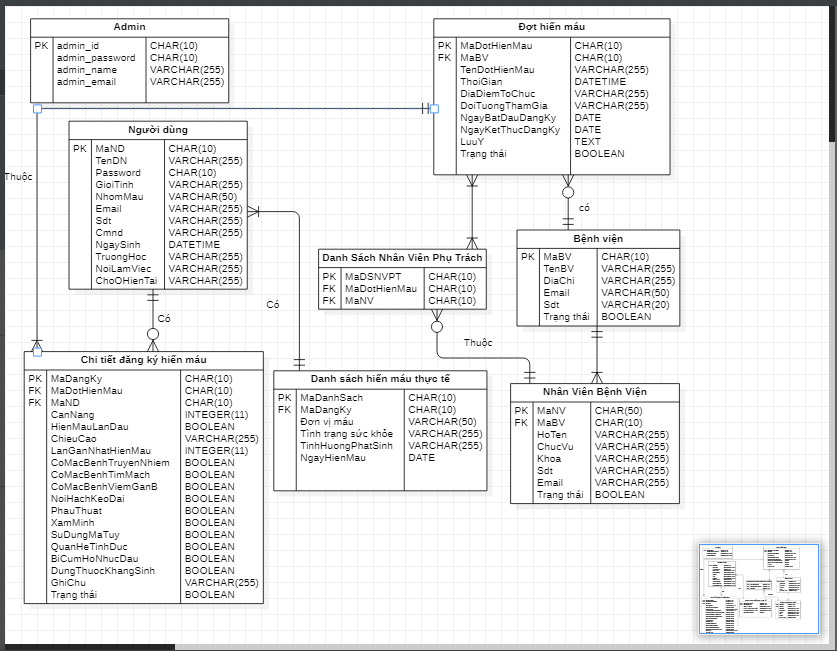 Admin
PK admin_id CHAR(10)
admin_password CHAR(10)
admin_name VARCHAR(255)
admin_email VARCHAR(255)
Đợt hiến máu
PK MaDotHienMau CHAR(10)
FK MaBV CHAR(10)
TenDotHienMau VARCHAR(255)
ThoiGian DATETIME
DiaDiemToChuc VARCHAR(255)
DoiTuongThamGia VARCHAR(255)
NgayBatDauDangKy DATE
NgayKetThucDangKy DATE
LuuY TEXT
Trạng thái BOOLEAN
Người dùng
PK MaND CHAR(10)
TenDN VARCHAR(255)
Password CHAR(10)
GioiTinh VARCHAR(255)
NhomMau VARCHAR(50)
Email VARCHAR(255)
Sdt VARCHAR(255)
Cmnd VARCHAR(255)
NgaySinh DATETIME
TruongHoc VARCHAR(255)
NoiLamViec VARCHAR(255)
ChoOHienTai VARCHAR(255)
Thuộc
có
Danh Sách Nhân Viên Phụ Trách
PK MaDSNVPT CHAR(10)
FK MaDotHienMau CHAR(10)
FK MaNV CHAR(10)
Bệnh viện
PK MaBV CHAR(10)
TenBV VARCHAR(255)
DiaChi VARCHAR(255)
Email VARCHAR(50)
Sdt VARCHAR(20)
Trạng thái BOOLEAN
Có
Có
Thuộc
Chi tiết đăng ký hiến máu
PK MaDangKy CHAR(10)
FK MaDotHienMau CHAR(10)
FK MaND CHAR(10)
CanNang INTEGER(11)
HienMauLanDau BOOLEAN
ChieuCao VARCHAR(255)
LanGanNhatHienMau INTEGER(11)
CoMacBenhTruyenNhiem BOOLEAN
CoMacBenhTimMach BOOLEAN
CoMacBenhViemGanB BOOLEAN
NoiHachKeoDai BOOLEAN
PhauThuat BOOLEAN
XamMinh BOOLEAN
SuDungMaTuy BOOLEAN
QuanHeTinhDuc BOOLEAN
BiCumHoNhucDau BOOLEAN
DungThuocKhangSinh BOOLEAN
GhiChu VARCHAR(255)
Trạng thái BOOLEAN
Danh sách hiến máu thực tế
PK MaDanhSach CHAR(10)
FK MaDangKy CHAR(10)
Đơn vị máu VARCHAR(50)
Tình trạng sức khỏe VARCHAR(255)
TinhHuongPhatSinh VARCHAR(255)
NgayHienMau DATE
Nhân Viên Bệnh Viện
PK MaNV CHAR(50)
FK MaBV CHAR(10)
HoTen VARCHAR(255)
ChucVu VARCHAR(255)
Khoa VARCHAR(255)
Sdt VARCHAR(255)
Email VARCHAR(255)
Trạng thái BOOLEAN